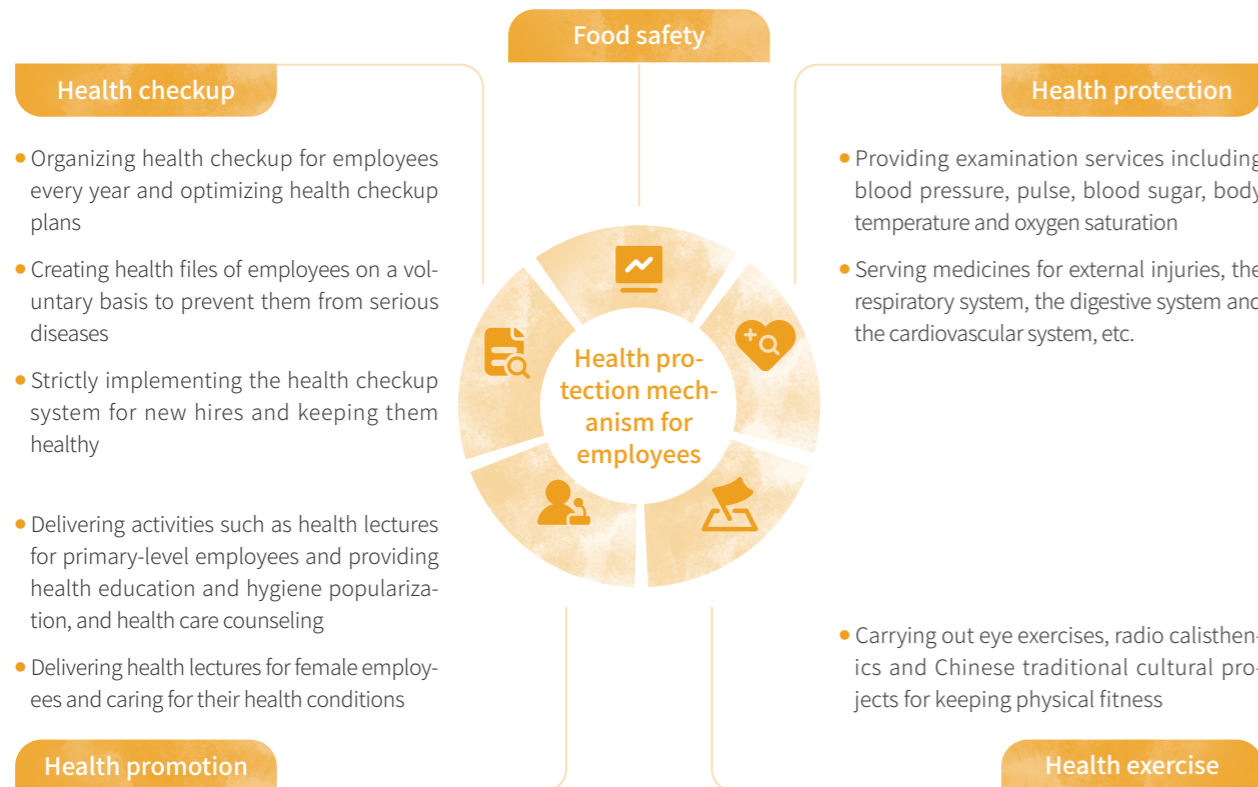 Food safety
Health checkup
• Organizing health checkup for employees
every year and optimizing health checkup
plans
• Creating health files of employees on a vol-
untary basis to prevent them from serious
diseases
• Strictly implementing the health checkup
system for new hires and keeping them
healthy
Health protection
• Providing examination services including
blood pressure, pulse, blood sugar, body
temperature and oxygen saturation
• Serving medicines for external injuries, the
respiratory system, the digestive system and
the cardiovascular system, etc.
Health pro-
tection mech-
anism for
employees
• Delivering activities such as health lectures
for primary-level employees and providing
health education and hygiene populariza-
tion, and health care counseling
• Delivering health lectures for female employ-
ees and caring for their health conditions
Health promotion
• Carrying out eye exercises, radio calisthen-
ics and Chinese traditional cultural pro-
jects for keeping physical fitness
Health exercise